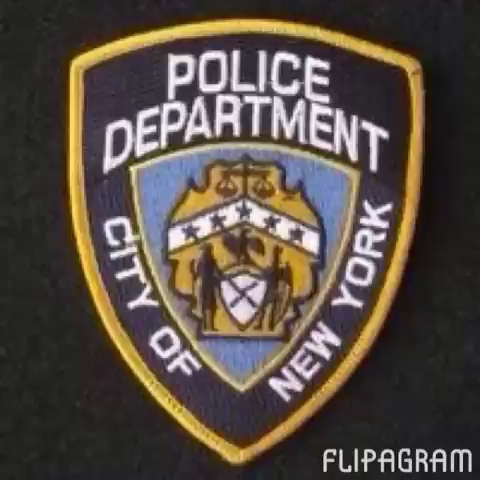 POLICE
DEPARTMENT
CITY OF
NEW YORK
FLIPAGRAM